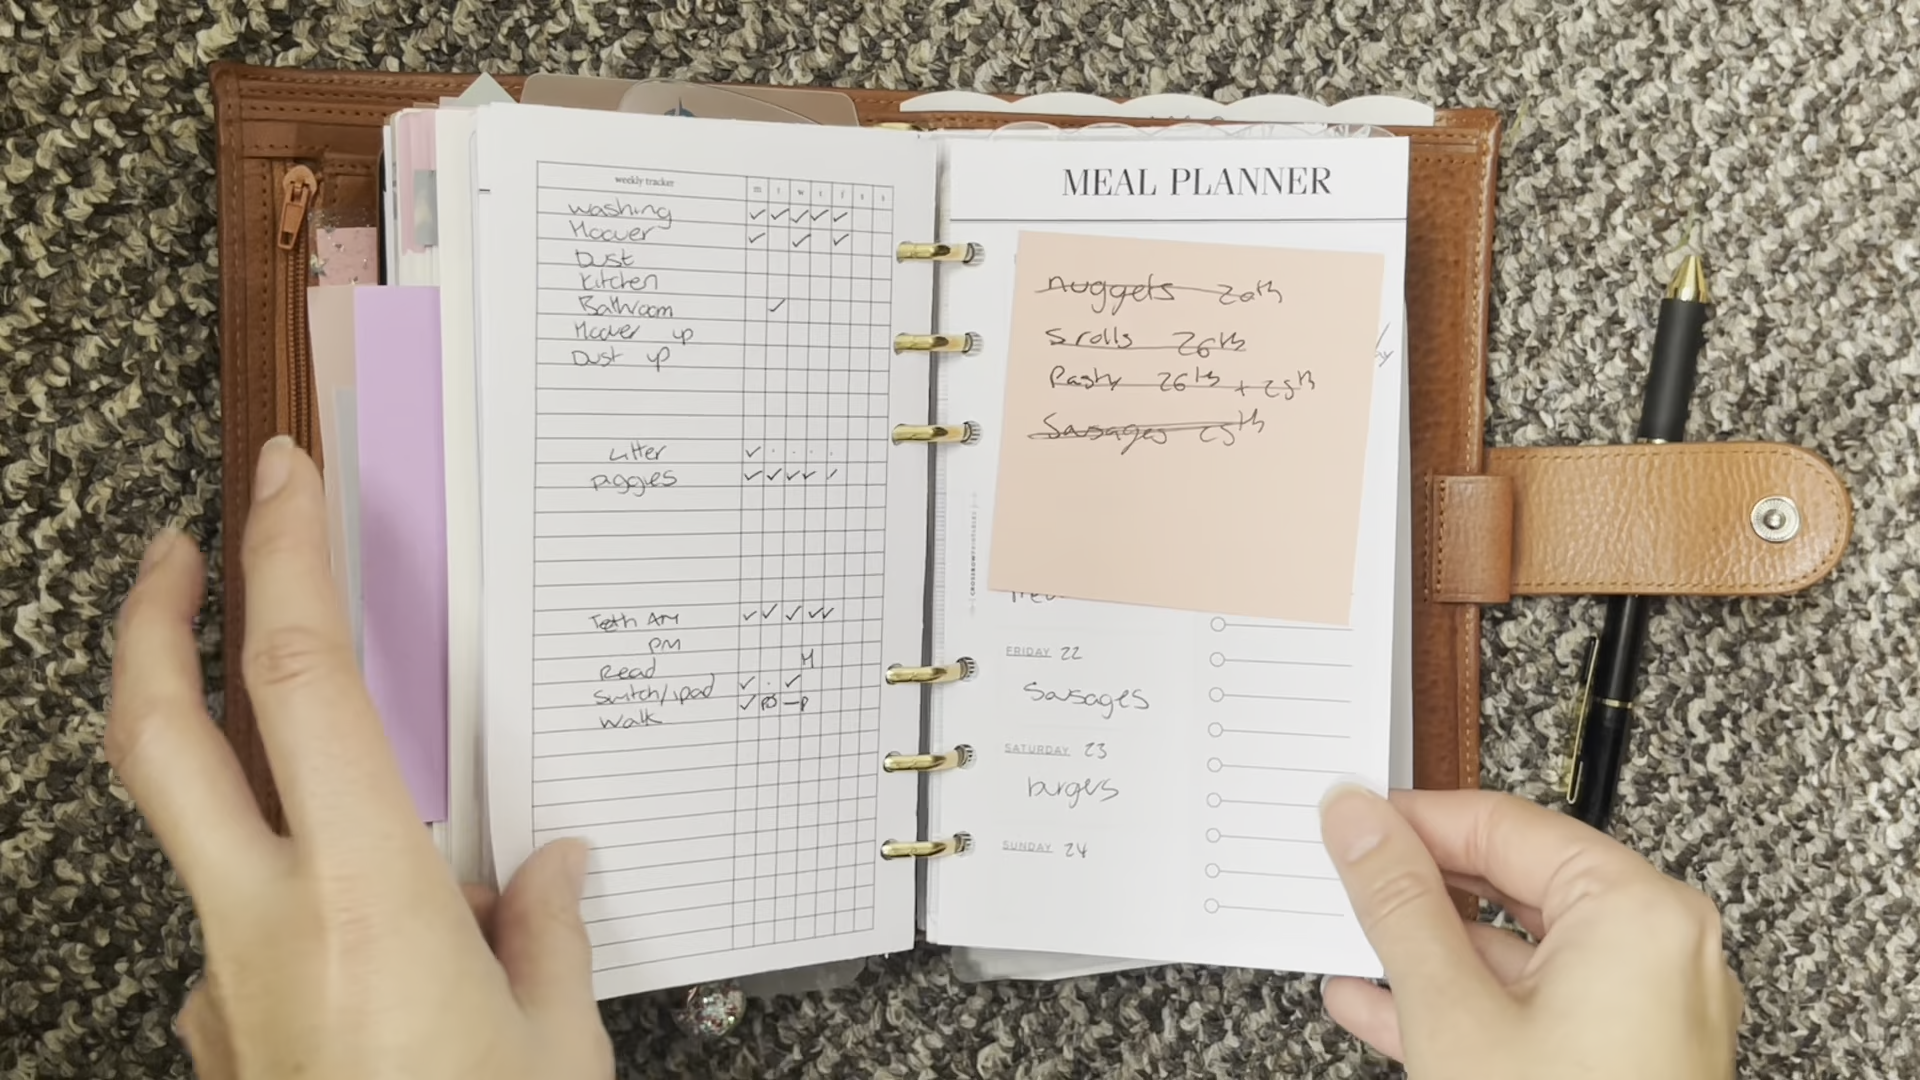 weekly tracker m t w t f s s
washing
Hoover
Dust
Kitchen
Bathroom
Hoover up
Dust up
Litter
piggies
Teeth AM
PM
Read H
Switch/ipad
Walk
MEAL PLANNER
nuggets 20th
S rolls 26th
Pasty 26th + 25th
Sausages 25th
FRIDAY 22
Sausages
SATURDAY 23
burgers
SUNDAY 24